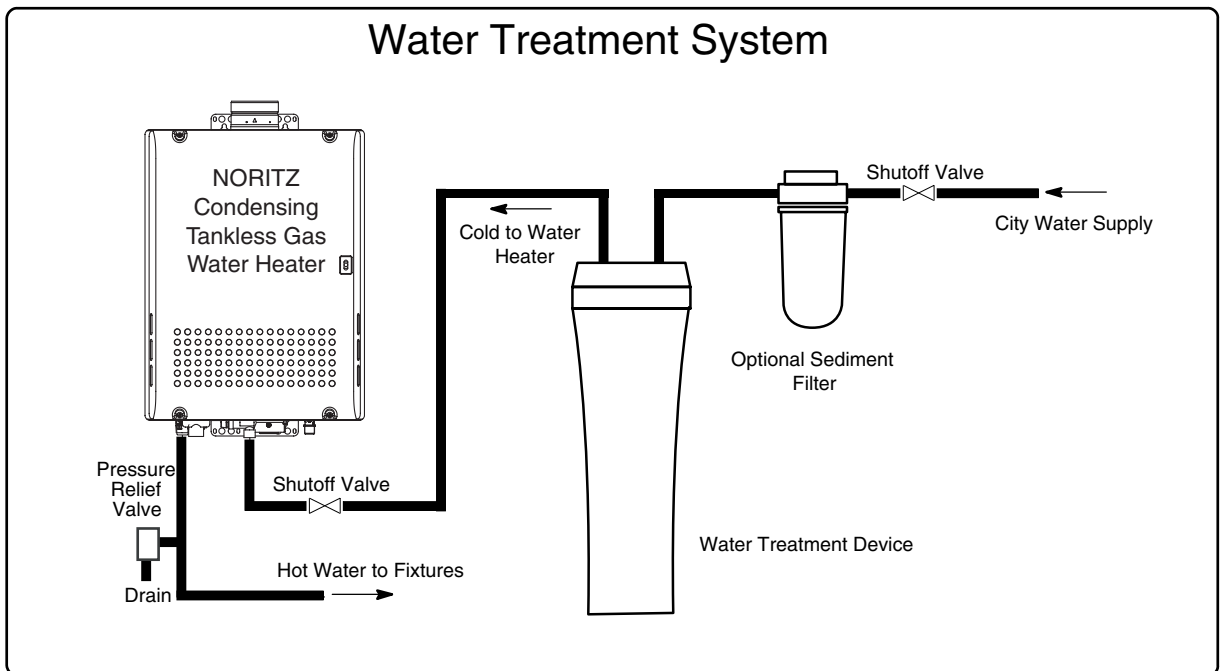 Water Treatment System
NORITZ
Condensing
Tankless Gas
Water Heater
Shutoff Valve
City Water Supply
Cold to Water
Heater
Optional Sediment
Filter
Pressure
Relief
Valve
Shutoff Valve
Water Treatment Device
Hot Water to Fixtures
Drain